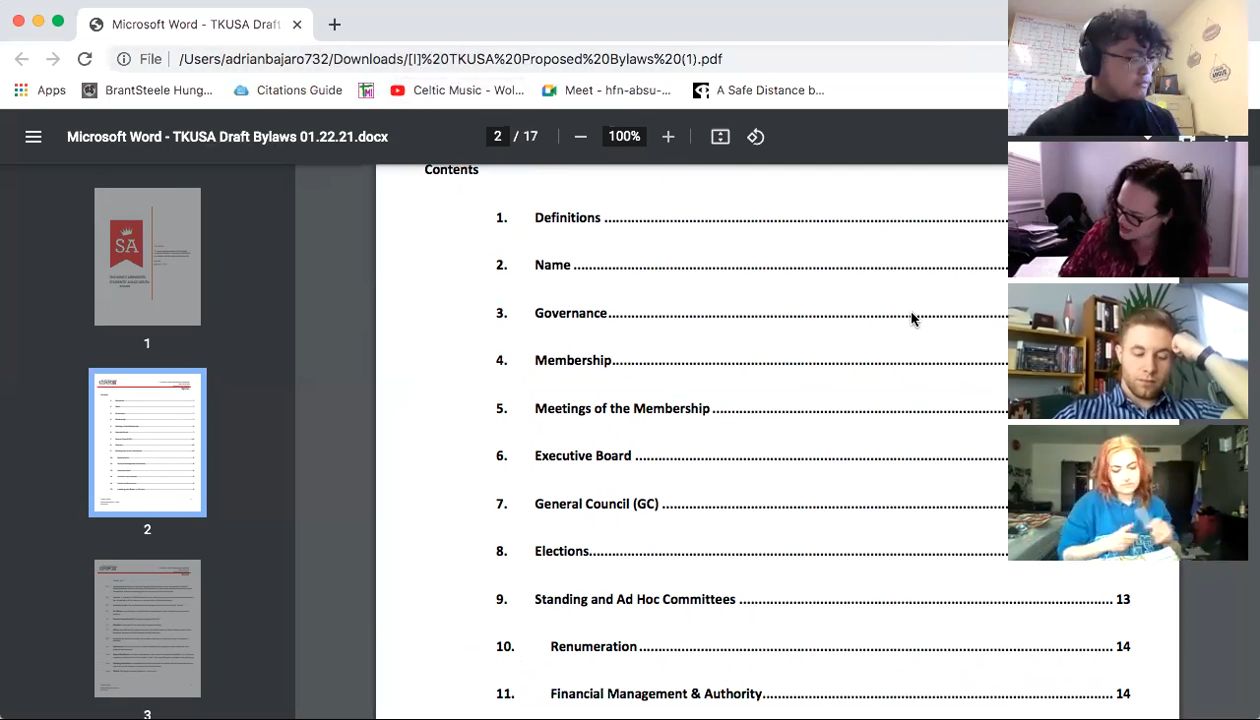 Microsoft Word - TKUSA Draft
File /Users/adrianbajaro732/Downloads/[I]%20TKUSA%20Proposed%20Bylaws%20(1).pdf
Apps BrantSteele Hung... Citations Guide Celtic Music - Wol... Meet - hfn-absu-... A Safe Distance b...
Microsoft Word - TKUSA Draft Bylaws 01.22.21.docx 2 / 17 100%
SA
1
2
3
Contents
1. Definitions
2. Name
3. Governance
4. Membership
5. Meetings of the Membership
6. Executive Board
7. General Council (GC)
8. Elections
9. Standing and Ad Hoc Committees 13
10. Renumeration 14
11. Financial Management & Authority 14